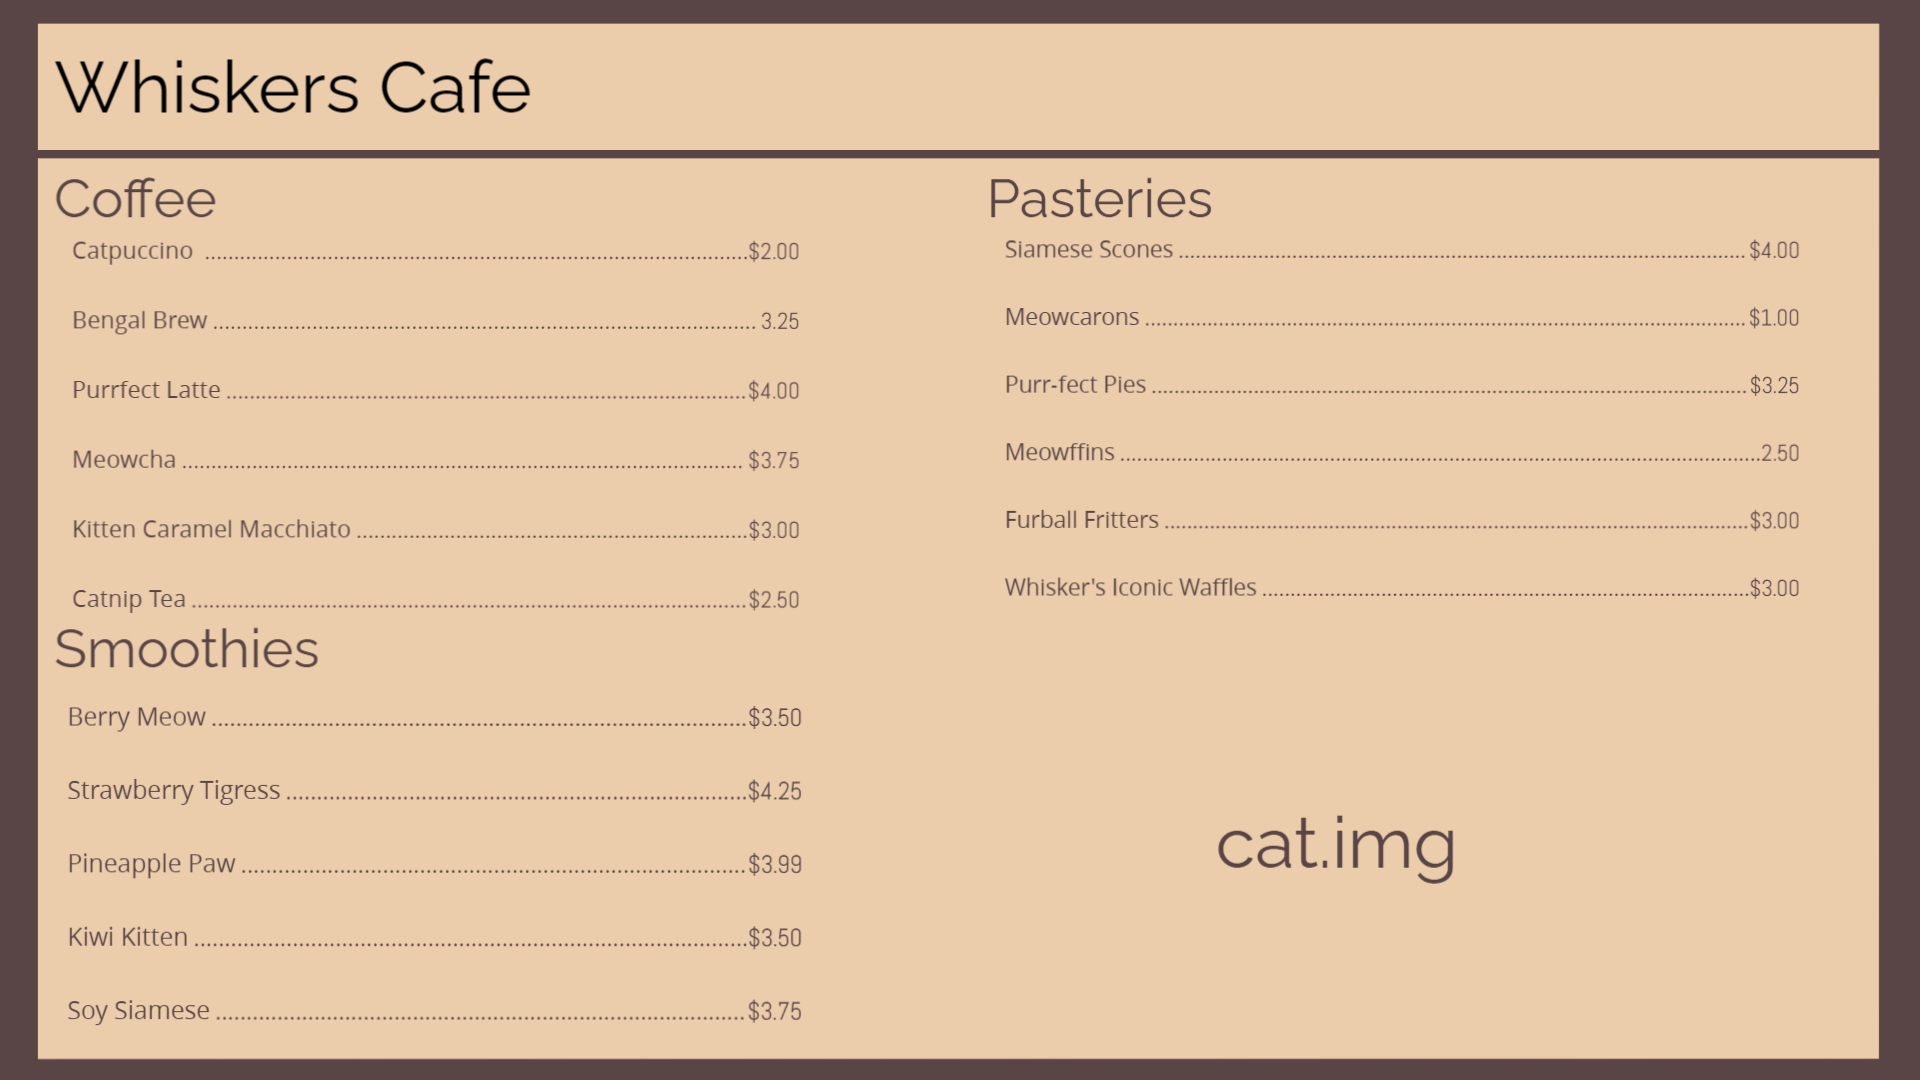 Whiskers Cafe
Coffee
Catpuccino ........ $2.00
Bengal Brew ........ 3.25
Purrfect Latte ........ $4.00
Meowcha ........ $3.75
Kitten Caramel Macchiato ........ $3.00
Catnip Tea ........ $2.50
Smoothies
Berry Meow ........ $3.50
Strawberry Tigress ........ $4.25
Pineapple Paw ........ $3.99
Kiwi Kitten ........ $3.50
Soy Siamese ........ $3.75
Pasteries
Siamese Scones ........ $4.00
Meowcarons ........ $1.00
Purr-fect Pies ........ $3.25
Meowffins ........ 2.50
Furball Fritters ........ $3.00
Whisker's Iconic Waffles ........ $3.00
cat.img